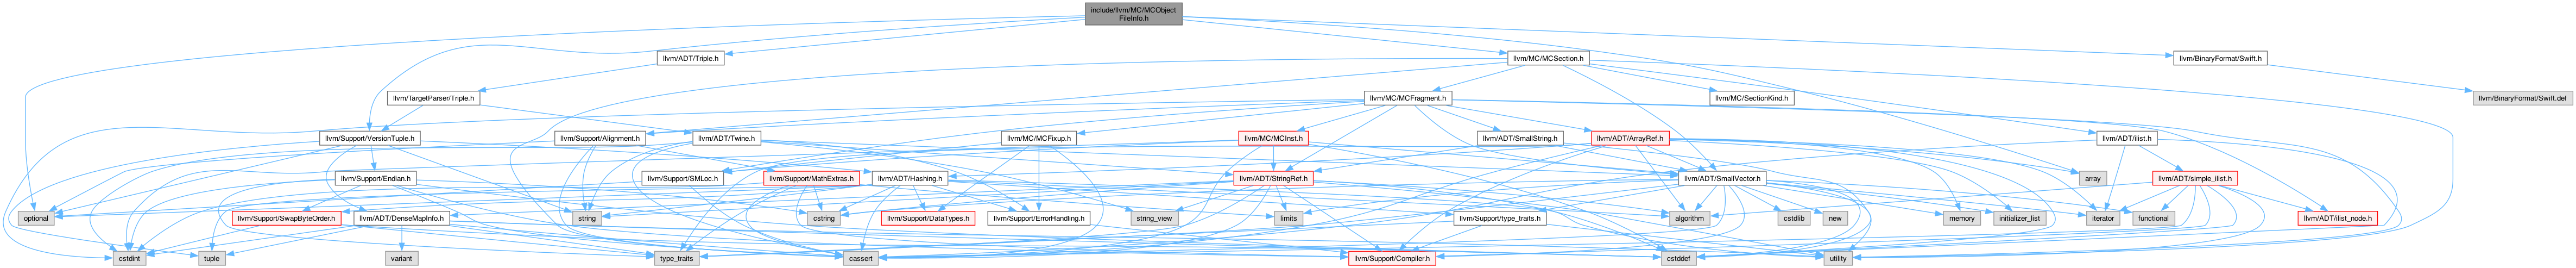 include/llvm/MC/MCObject
FileInfo.h
llvm/ADT/Triple.h
llvm/MC/MCSection.h
llvm/BinaryFormat/Swift.h
llvm/TargetParser/Triple.h
llvm/MC/MCFragment.h
llvm/MC/SectionKind.h
llvm/BinaryFormat/Swift.def
llvm/Support/VersionTuple.h
llvm/Support/Alignment.h
llvm/ADT/Twine.h
llvm/MC/MCFixup.h
llvm/MC/MCInst.h
llvm/ADT/SmallString.h
llvm/ADT/ArrayRef.h
llvm/ADT/ilist.h
llvm/Support/Endian.h
llvm/Support/SMLoc.h
llvm/Support/MathExtras.h
llvm/ADT/Hashing.h
llvm/ADT/StringRef.h
llvm/ADT/SmallVector.h
array
llvm/ADT/simple_ilist.h
optional
llvm/Support/SwapByteOrder.h
llvm/ADT/DenseMapInfo.h
string
cstring
llvm/Support/DataTypes.h
llvm/Support/ErrorHandling.h
string_view
limits
llvm/Support/type_traits.h
algorithm
cstdlib
new
memory
initializer_list
iterator
functional
llvm/ADT/ilist_node.h
cstdint
tuple
variant
type_traits
cassert
llvm/Support/Compiler.h
cstddef
utility